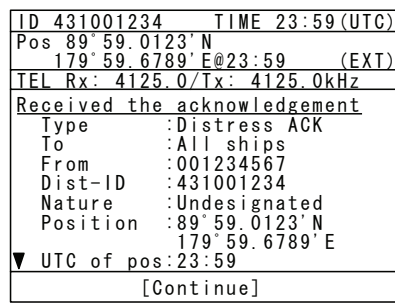 ID 431001234 TIME 23:59(UTC)
Pos 89°59.0123'N
179°59.6789'E@23:59 (EXT)
TEL Rx: 4125.0/Tx: 4125.0kHz
Received the acknowledgement
Type :Distress ACK
To :All ships
From :001234567
Dist-ID :431001234
Nature :Undesignated
Position :89°59.0123'N
179°59.6789'E
▼ UTC of pos:23:59
[Continue]